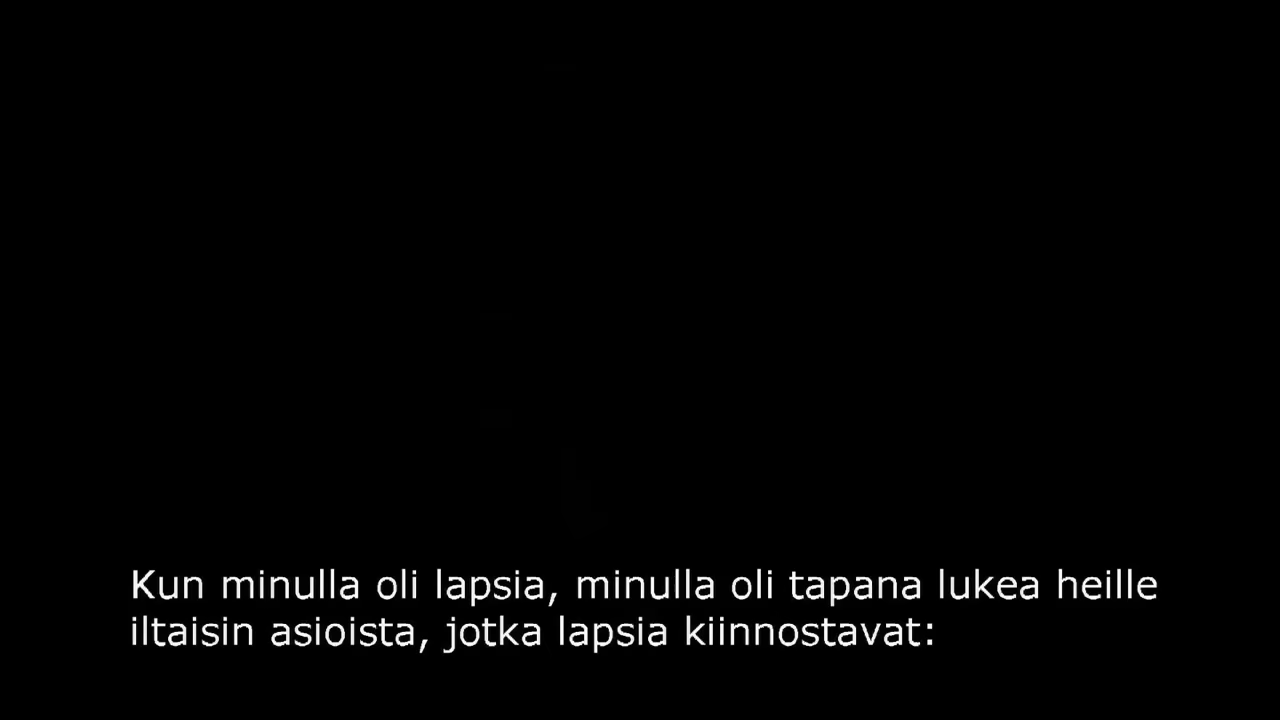 Kun minulla oli lapsia, minulla oli tapana lukea heille
iltaisin asioista, jotka lapsia kiinnostavat: